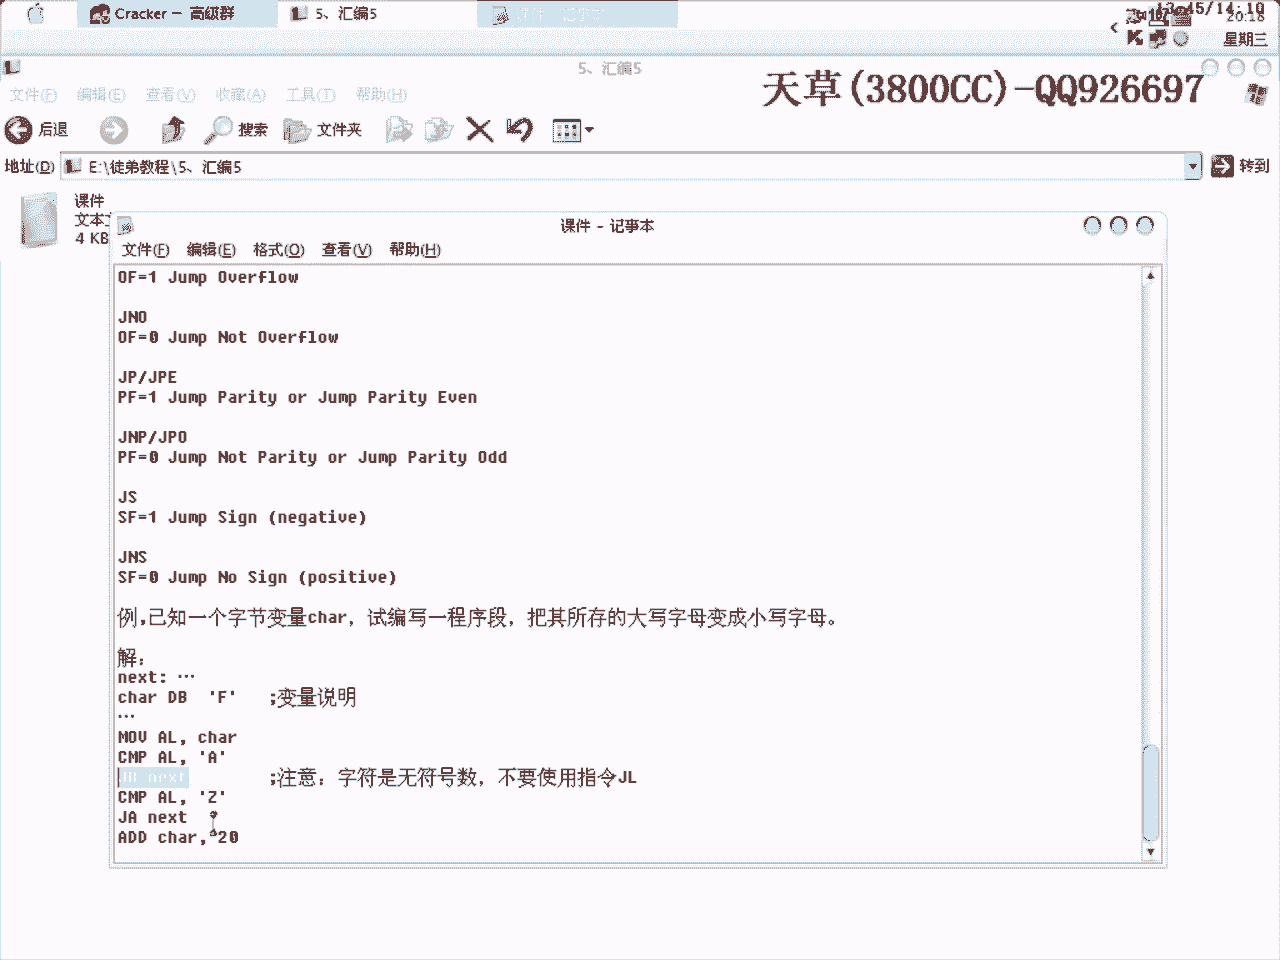 Cracker － 高级群
5、汇编5
13:45/14:10
20:18
星期三
5、汇编5
天草(3800CC)-QQ926697
文件(F) 编辑(E) 查看(V) 收藏(A) 工具(T) 帮助(H)
后退 搜索 文件夹
地址(D) E:\徒弟教程\5、汇编5 转到
课件
4 KB
课件 - 记事本
文件(F) 编辑(E) 格式(O) 查看(V) 帮助(H)
OF=1 Jump Overflow
JNO
OF=0 Jump Not Overflow
JP/JPE
PF=1 Jump Parity or Jump Parity Even
JNP/JPO
PF=0 Jump Not Parity or Jump Parity Odd
JS
SF=1 Jump Sign (negative)
JNS
SF=0 Jump No Sign (positive)
例,已知一个字节变量char，试编写一程序段，把其所存的大写字母变成小写字母。
解：
next: …
char DB 'F' ;变量说明
…
MOV AL, char
CMP AL, 'A'
JB next ;注意：字符是无符号数，不要使用指令JL
CMP AL, 'Z'
JA next
ADD char, 20